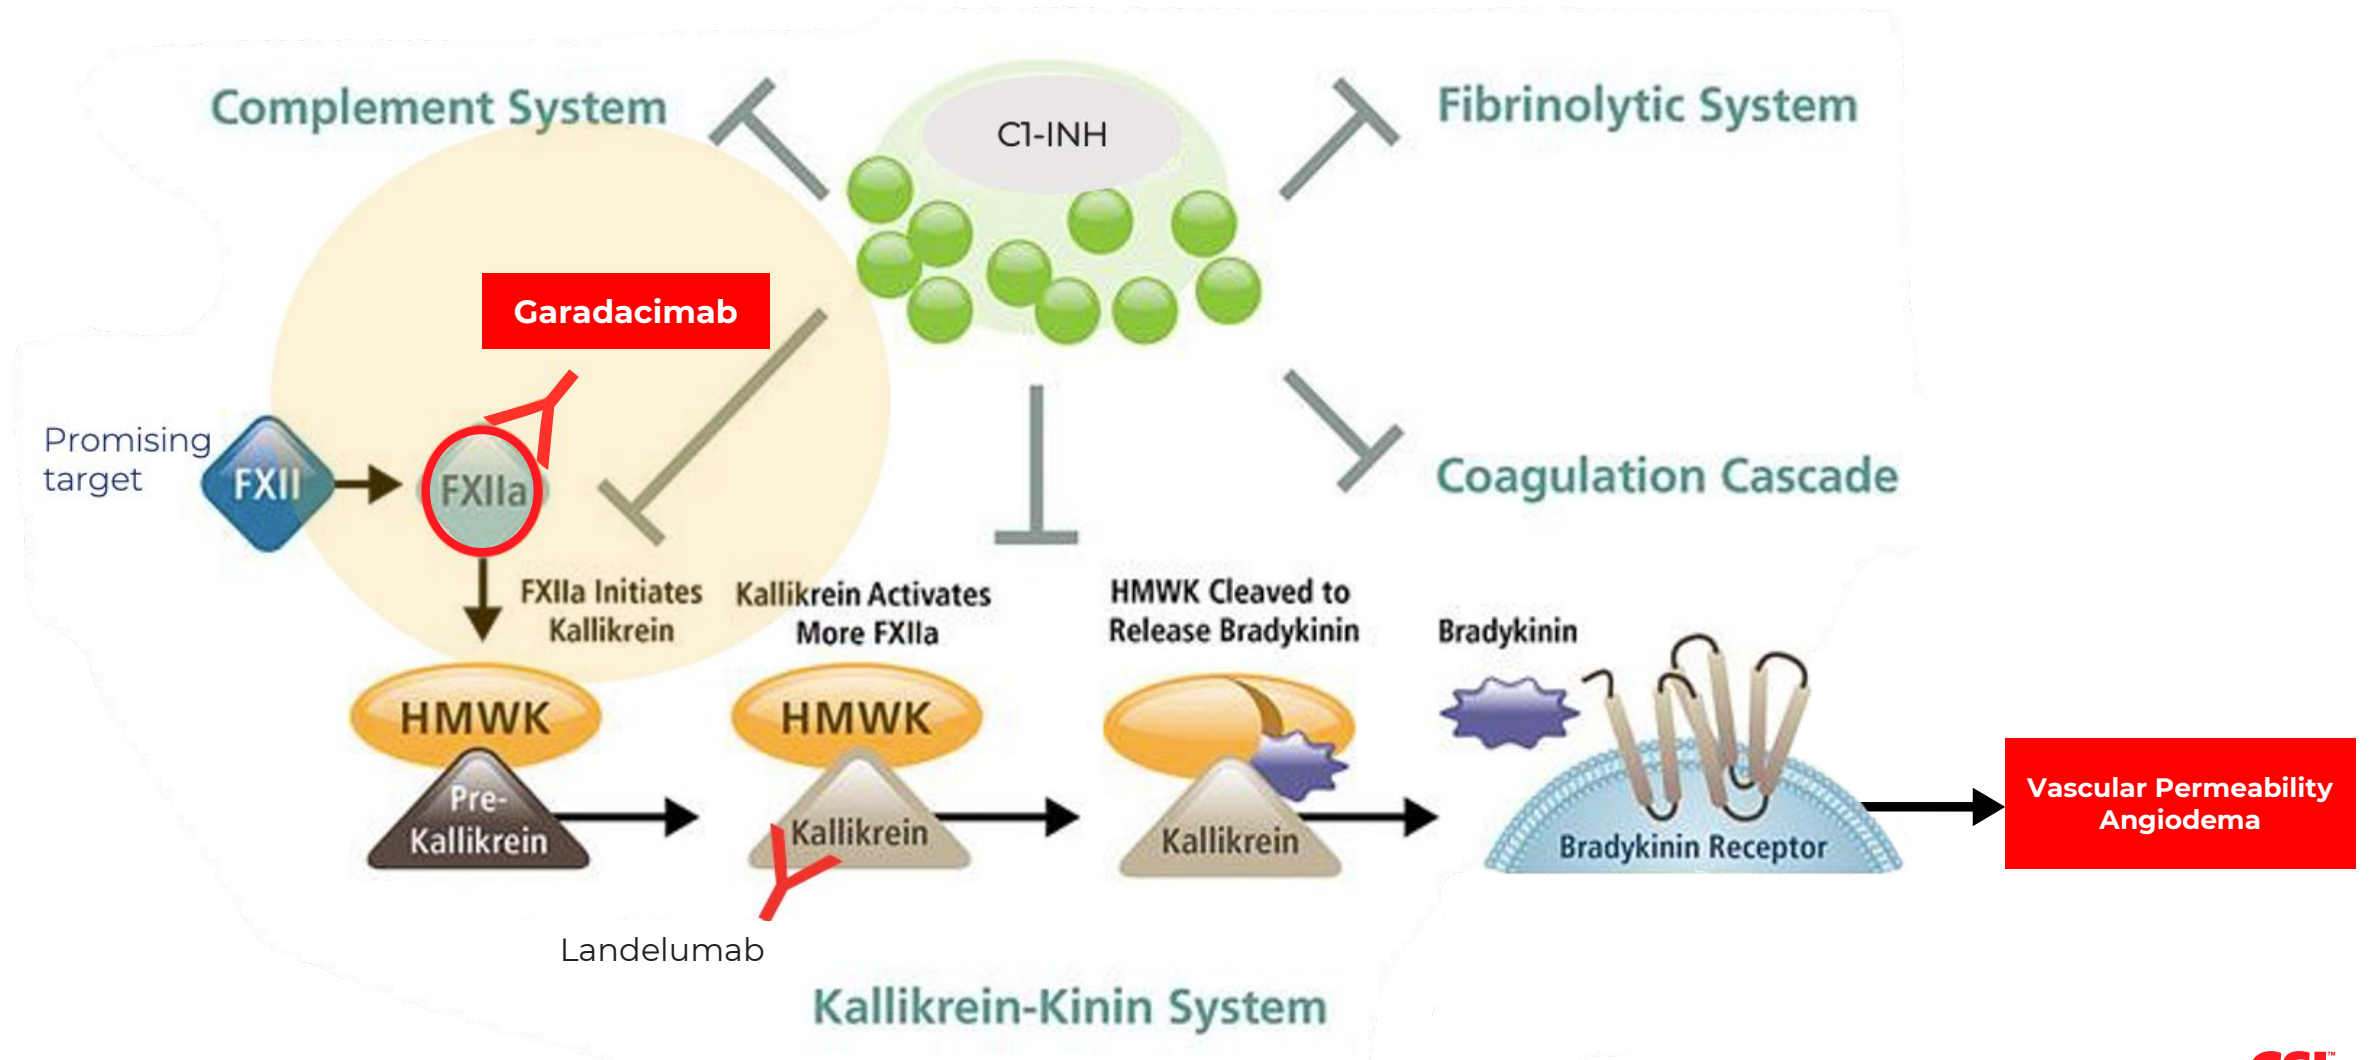 Complement System
C1-INH
Fibrinolytic System
Garadacimab
Promising
target
FXII
FXIIa
Coagulation Cascade
FXIIa Initiates
Kallikrein
Kallikrein Activates
More FXIIa
HMWK Cleaved to
Release Bradykinin
Bradykinin
HMWK
HMWK
Pre-
Kallikrein
Kallikrein
Kallikrein
Bradykinin Receptor
Vascular Permeability
Angiodema
Landelumab
Kallikrein-Kinin System